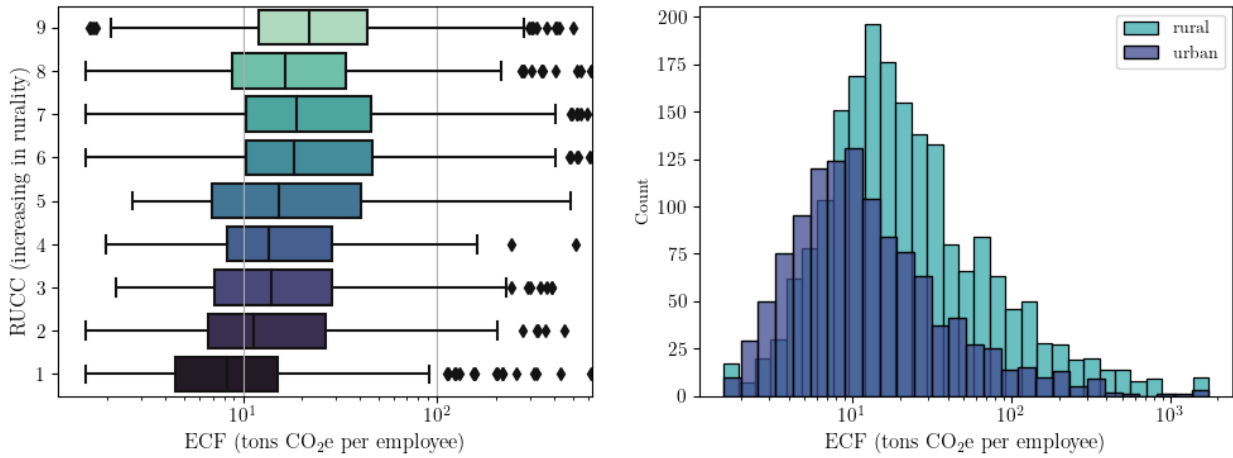 9
8
7
6
5
4
3
2
1
RUCC (increasing in rurality)
10¹ 10²
ECF (tons CO₂e per employee)
200
175
150
125
100
75
50
25
0
Count
rural
urban
10¹ 10² 10³
ECF (tons CO₂e per employee)